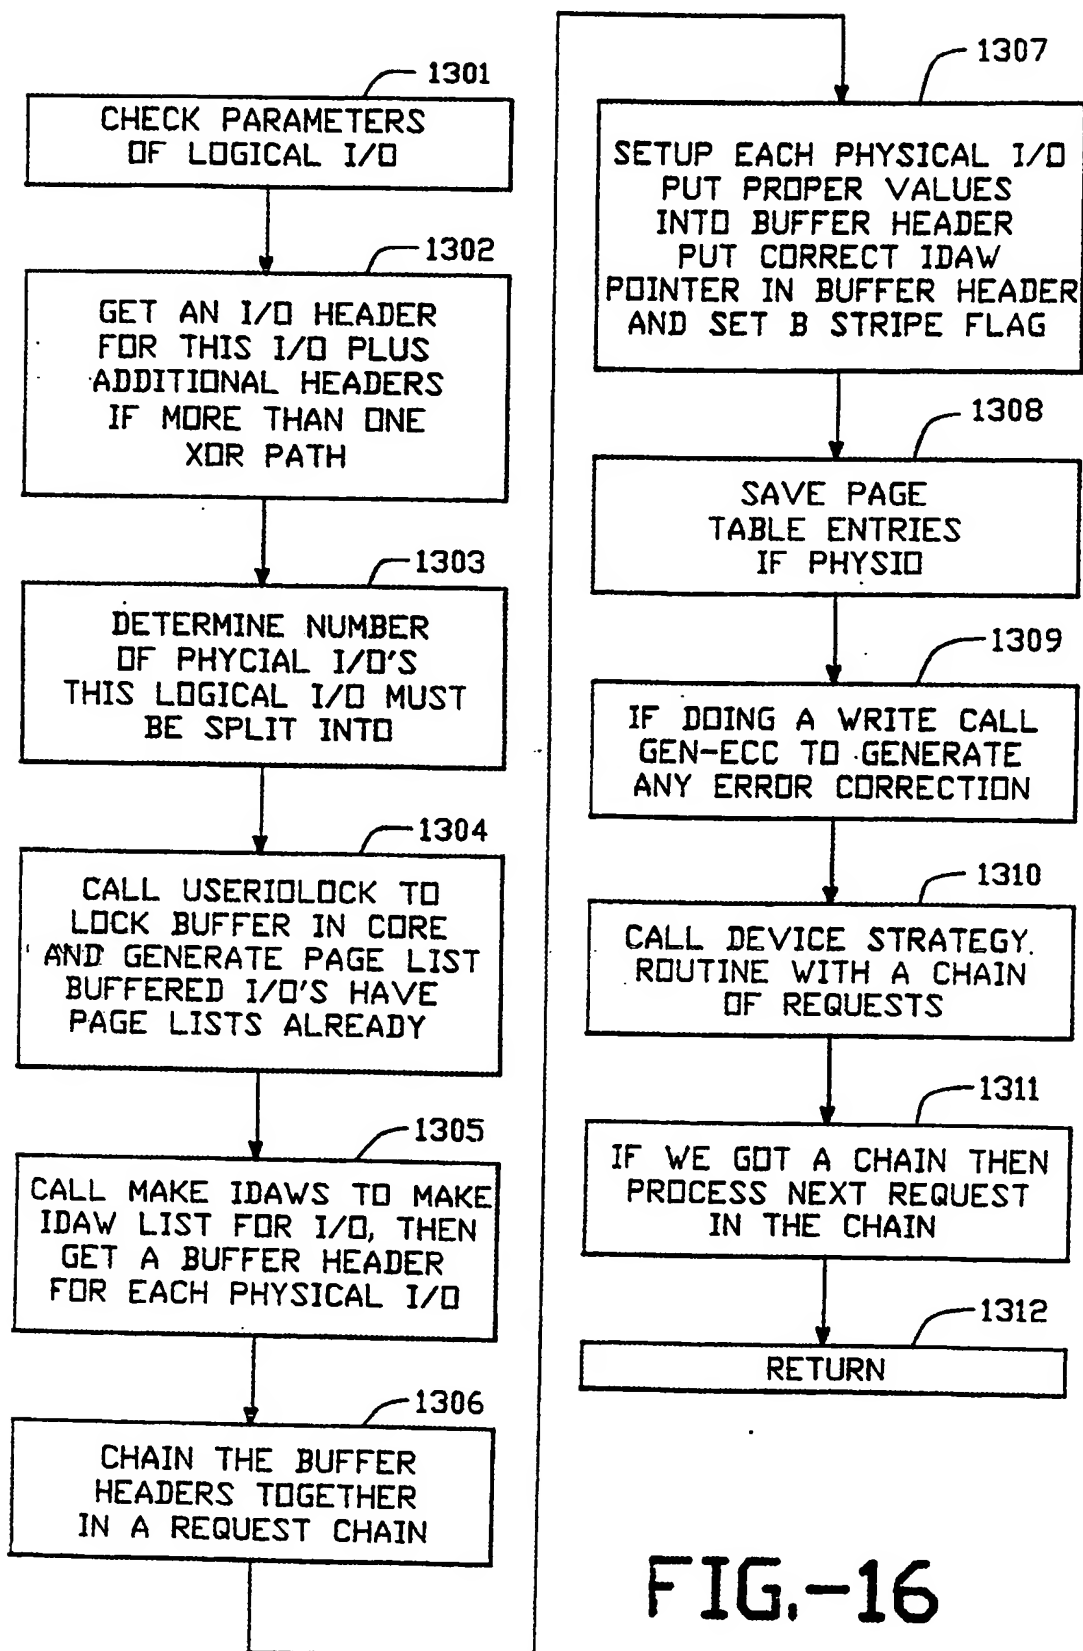 1301
CHECK PARAMETERS
OF LOGICAL I/O
1302
GET AN I/O HEADER
FOR THIS I/O PLUS
ADDITIONAL HEADERS
IF MORE THAN ONE
XOR PATH
1303
DETERMINE NUMBER
OF PHYCIAL I/O'S
THIS LOGICAL I/O MUST
BE SPLIT INTO
1304
CALL USERIOLOCK TO
LOCK BUFFER IN CORE
AND GENERATE PAGE LIST
BUFFERED I/O'S HAVE
PAGE LISTS ALREADY
1305
CALL MAKE IDAWS TO MAKE
IDAW LIST FOR I/O, THEN
GET A BUFFER HEADER
FOR EACH PHYSICAL I/O
1306
CHAIN THE BUFFER
HEADERS TOGETHER
IN A REQUEST CHAIN
1307
SETUP EACH PHYSICAL I/O
PUT PROPER VALUES
INTO BUFFER HEADER
PUT CORRECT IDAW
POINTER IN BUFFER HEADER
AND SET B STRIPE FLAG
1308
SAVE PAGE
TABLE ENTRIES
IF PHYSIO
1309
IF DOING A WRITE CALL
GEN-ECC TO GENERATE
ANY ERROR CORRECTION
1310
CALL DEVICE STRATEGY.
ROUTINE WITH A CHAIN
OF REQUESTS
1311
IF WE GOT A CHAIN THEN
PROCESS NEXT REQUEST
IN THE CHAIN
1312
RETURN
FIG.-16